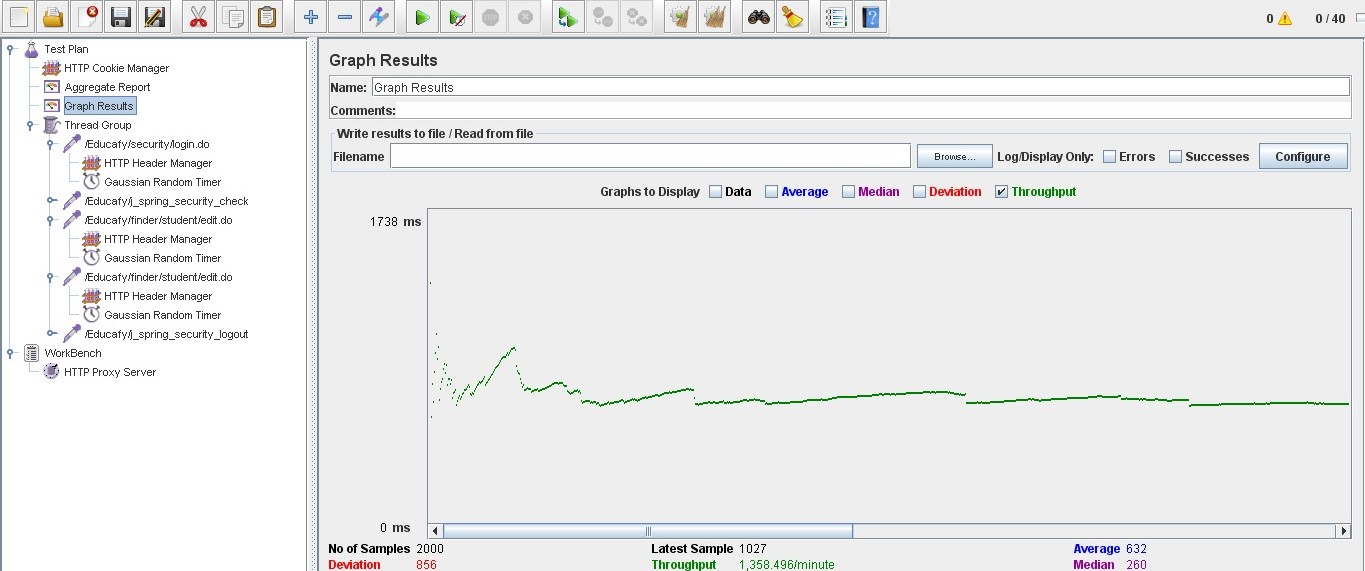 0 0 / 40
Test Plan
HTTP Cookie Manager
Aggregate Report
Graph Results
Thread Group
/Educafy/security/login.do
HTTP Header Manager
Gaussian Random Timer
/Educafy/j_spring_security_check
/Educafy/finder/student/edit.do
HTTP Header Manager
Gaussian Random Timer
/Educafy/finder/student/edit.do
HTTP Header Manager
Gaussian Random Timer
/Educafy/j_spring_security_logout
WorkBench
HTTP Proxy Server
Graph Results
Name: Graph Results
Comments:
Write results to file / Read from file
Filename Browse... Log/Display Only: Errors Successes Configure
Graphs to Display Data Average Median Deviation Throughput
1738 ms
0 ms
No of Samples 2000 Latest Sample 1027 Average 632
Deviation 856 Throughput 1,358.496/minute Median 260